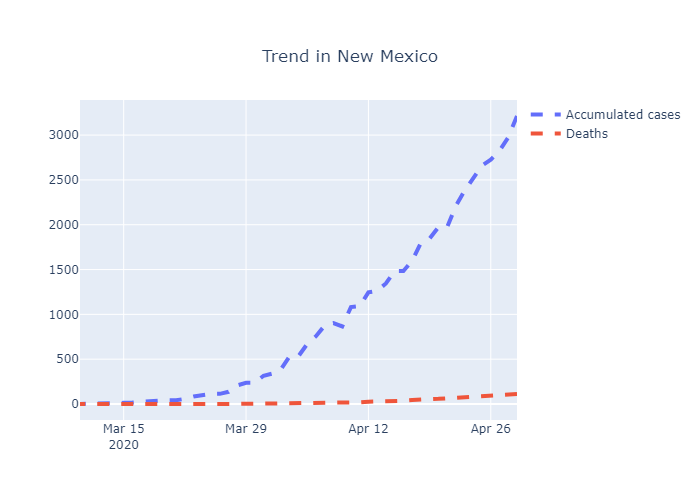 Trend in New Mexico
Accumulated cases
Deaths
3000
2500
2000
1500
1000
500
0
Mar 15
2020
Mar 29
Apr 12
Apr 26